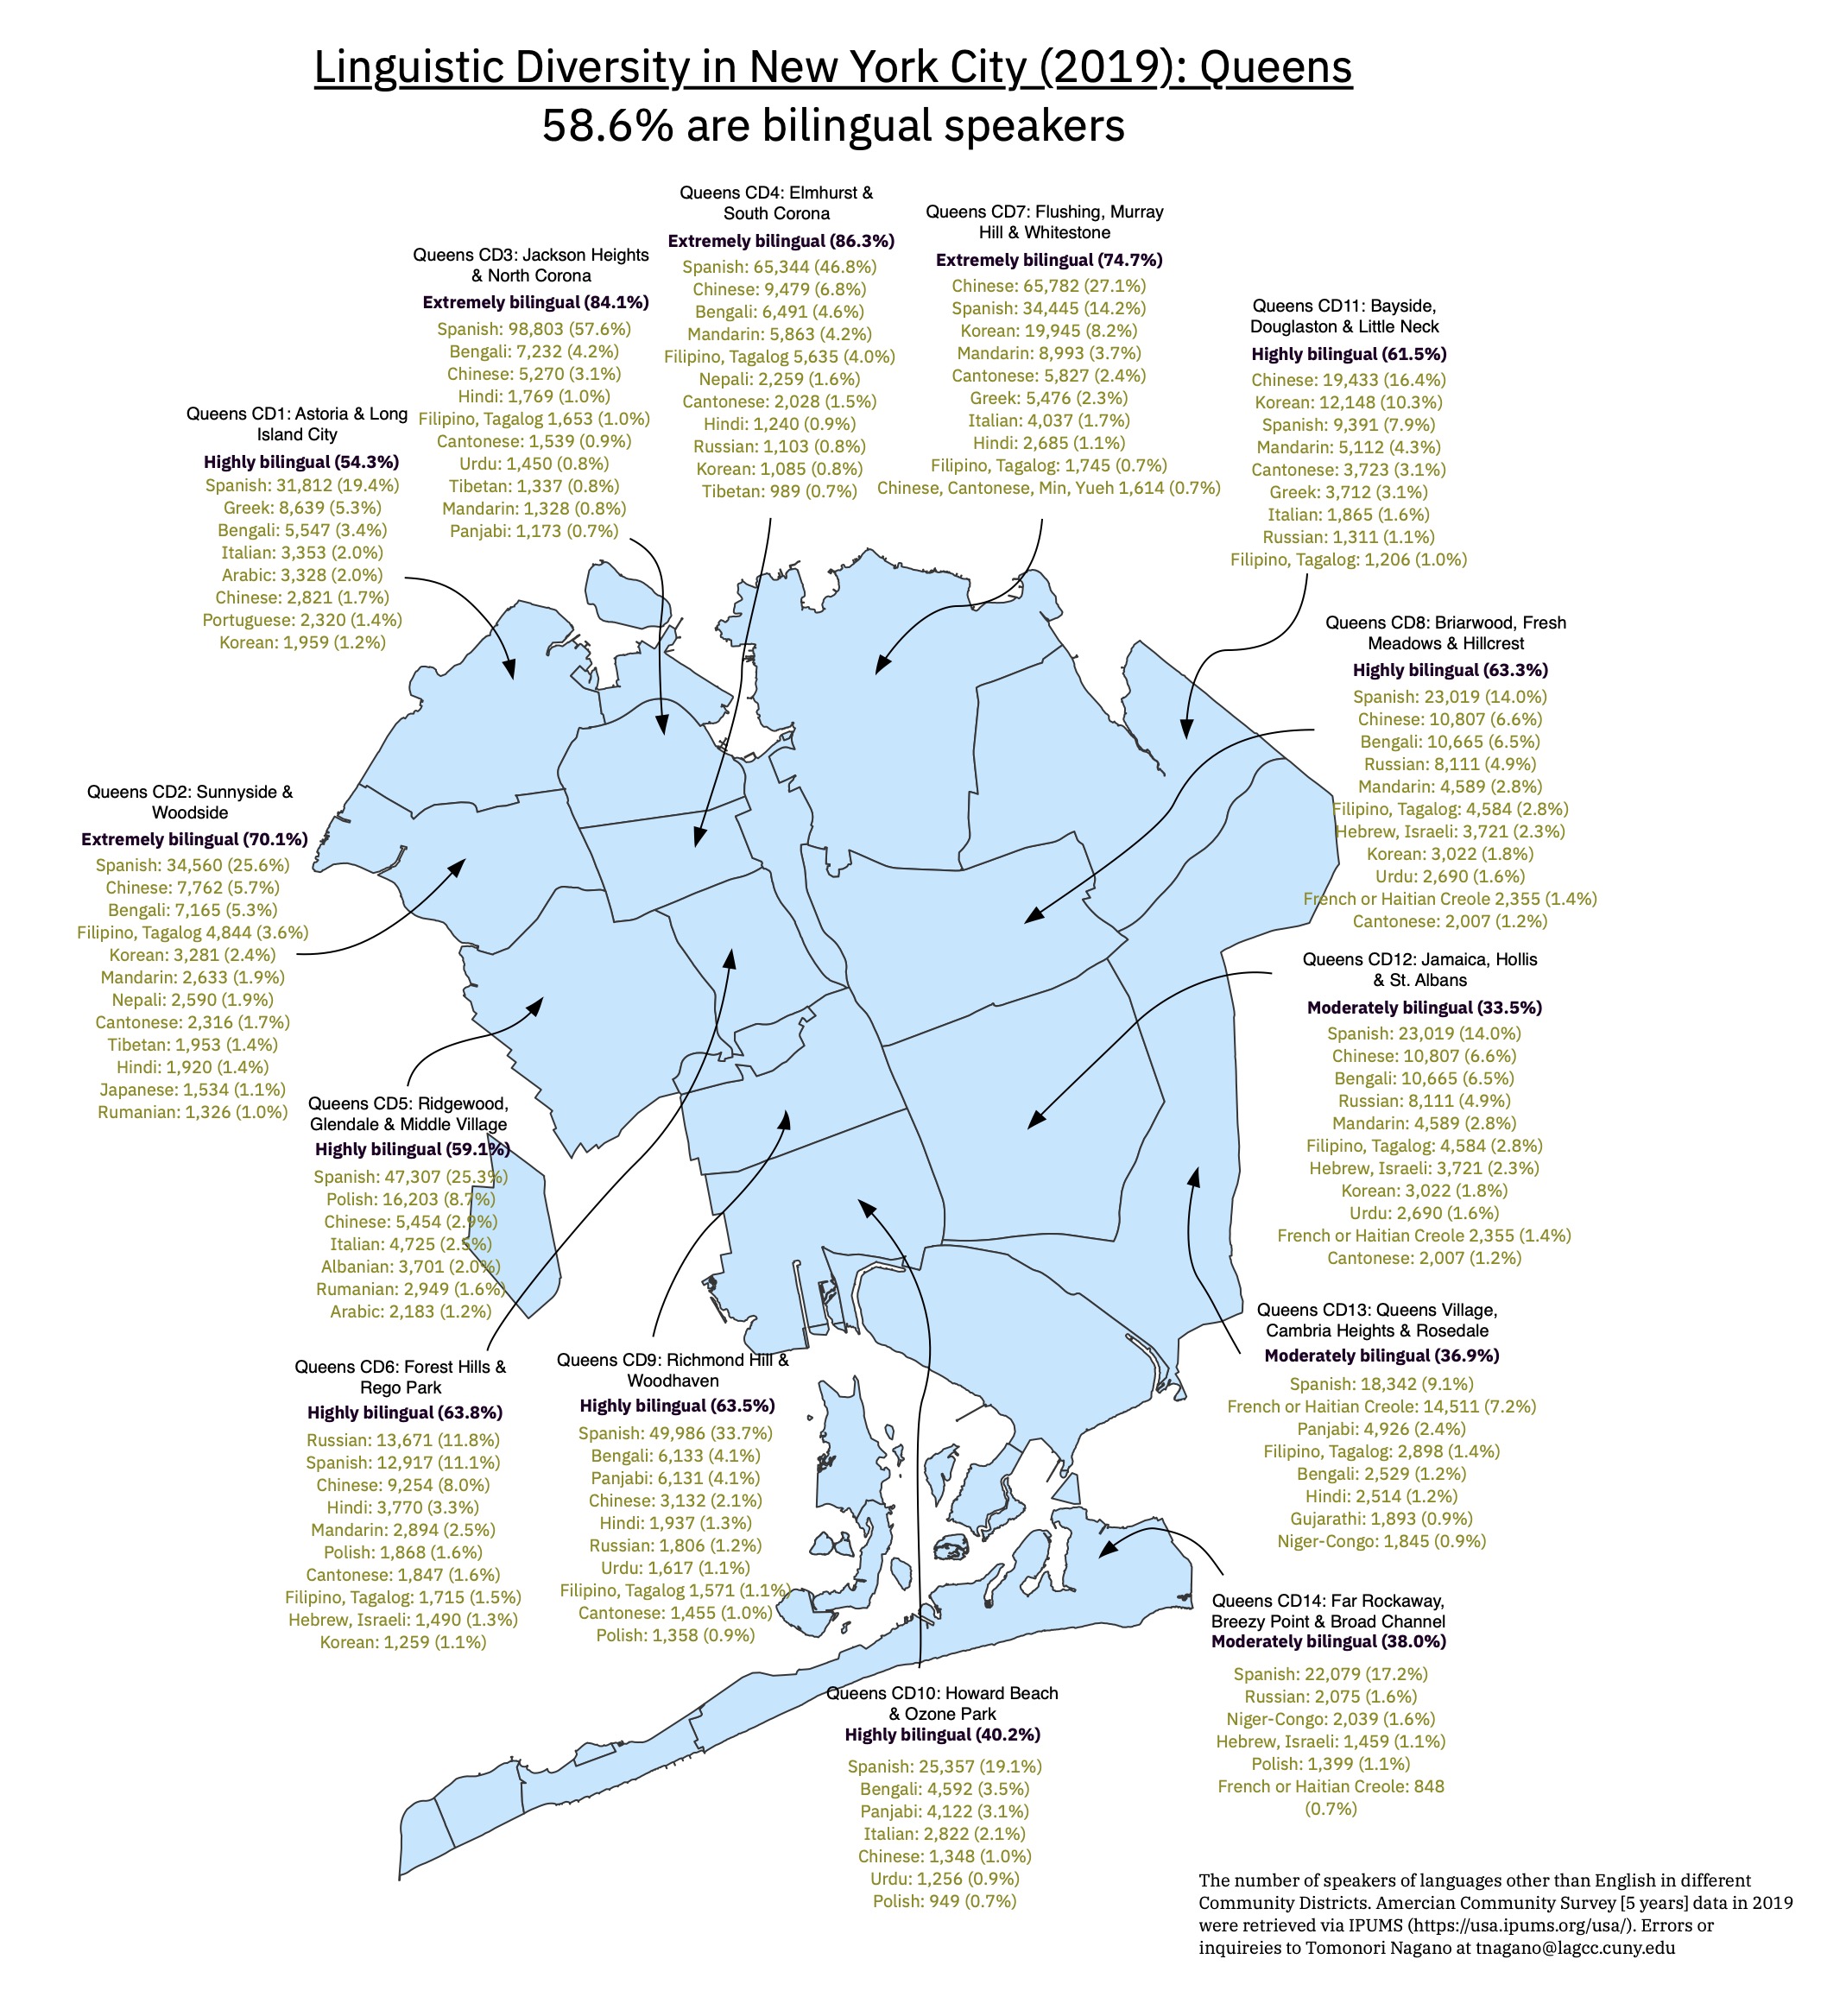 Linguistic Diversity in New York City (2019): Queens
58.6% are bilingual speakers
Queens CD4: Elmhurst &
South Corona
Extremely bilingual (86.3%)
Spanish: 65,344 (46.8%)
Chinese: 9,479 (6.8%)
Bengali: 6,491 (4.6%)
Mandarin: 5,863 (4.2%)
Filipino, Tagalog 5,635 (4.0%)
Nepali: 2,259 (1.6%)
Cantonese: 2,028 (1.5%)
Hindi: 1,240 (0.9%)
Russian: 1,103 (0.8%)
Korean: 1,085 (0.8%)
Tibetan: 989 (0.7%)
Queens CD7: Flushing, Murray
Hill & Whitestone
Extremely bilingual (74.7%)
Chinese: 65,782 (27.1%)
Spanish: 34,445 (14.2%)
Korean: 19,945 (8.2%)
Mandarin: 8,993 (3.7%)
Cantonese: 5,827 (2.4%)
Greek: 5,476 (2.3%)
Italian: 4,037 (1.7%)
Hindi: 2,685 (1.1%)
Filipino, Tagalog: 1,745 (0.7%)
Chinese, Cantonese, Min, Yueh 1,614 (0.7%)
Queens CD3: Jackson Heights
& North Corona
Extremely bilingual (84.1%)
Spanish: 98,803 (57.6%)
Bengali: 7,232 (4.2%)
Chinese: 5,270 (3.1%)
Hindi: 1,769 (1.0%)
Filipino, Tagalog 1,653 (1.0%)
Cantonese: 1,539 (0.9%)
Urdu: 1,450 (0.8%)
Tibetan: 1,337 (0.8%)
Mandarin: 1,328 (0.8%)
Panjabi: 1,173 (0.7%)
Queens CD11: Bayside,
Douglaston & Little Neck
Highly bilingual (61.5%)
Chinese: 19,433 (16.4%)
Korean: 12,148 (10.3%)
Spanish: 9,391 (7.9%)
Mandarin: 5,112 (4.3%)
Cantonese: 3,723 (3.1%)
Greek: 3,712 (3.1%)
Italian: 1,865 (1.6%)
Russian: 1,311 (1.1%)
Filipino, Tagalog: 1,206 (1.0%)
Queens CD1: Astoria & Long
Island City
Highly bilingual (54.3%)
Spanish: 31,812 (19.4%)
Greek: 8,639 (5.3%)
Bengali: 5,547 (3.4%)
Italian: 3,353 (2.0%)
Arabic: 3,328 (2.0%)
Chinese: 2,821 (1.7%)
Portuguese: 2,320 (1.4%)
Korean: 1,959 (1.2%)
Queens CD8: Briarwood, Fresh
Meadows & Hillcrest
Highly bilingual (63.3%)
Spanish: 23,019 (14.0%)
Chinese: 10,807 (6.6%)
Bengali: 10,665 (6.5%)
Russian: 8,111 (4.9%)
Mandarin: 4,589 (2.8%)
Filipino, Tagalog: 4,584 (2.8%)
Hebrew, Israeli: 3,721 (2.3%)
Korean: 3,022 (1.8%)
Urdu: 2,690 (1.6%)
French or Haitian Creole 2,355 (1.4%)
Cantonese: 2,007 (1.2%)
Queens CD2: Sunnyside &
Woodside
Extremely bilingual (70.1%)
Spanish: 34,560 (25.6%)
Chinese: 7,762 (5.7%)
Bengali: 7,165 (5.3%)
Filipino, Tagalog 4,844 (3.6%)
Korean: 3,281 (2.4%)
Mandarin: 2,633 (1.9%)
Nepali: 2,590 (1.9%)
Cantonese: 2,316 (1.7%)
Tibetan: 1,953 (1.4%)
Hindi: 1,920 (1.4%)
Japanese: 1,534 (1.1%)
Rumanian: 1,326 (1.0%)
Queens CD12: Jamaica, Hollis
& St. Albans
Moderately bilingual (33.5%)
Spanish: 23,019 (14.0%)
Chinese: 10,807 (6.6%)
Bengali: 10,665 (6.5%)
Russian: 8,111 (4.9%)
Mandarin: 4,589 (2.8%)
Filipino, Tagalog: 4,584 (2.8%)
Hebrew, Israeli: 3,721 (2.3%)
Korean: 3,022 (1.8%)
Urdu: 2,690 (1.6%)
French or Haitian Creole 2,355 (1.4%)
Cantonese: 2,007 (1.2%)
Queens CD5: Ridgewood,
Glendale & Middle Village
Highly bilingual (59.1%)
Spanish: 47,307 (25.3%)
Polish: 16,203 (8.7%)
Chinese: 5,454 (2.9%)
Italian: 4,725 (2.5%)
Albanian: 3,701 (2.0%)
Rumanian: 2,949 (1.6%)
Arabic: 2,183 (1.2%)
Queens CD13: Queens Village,
Cambria Heights & Rosedale
Moderately bilingual (36.9%)
Spanish: 18,342 (9.1%)
French or Haitian Creole: 14,511 (7.2%)
Panjabi: 4,926 (2.4%)
Filipino, Tagalog: 2,898 (1.4%)
Bengali: 2,529 (1.2%)
Hindi: 2,514 (1.2%)
Gujarathi: 1,893 (0.9%)
Niger-Congo: 1,845 (0.9%)
Queens CD6: Forest Hills &
Rego Park
Highly bilingual (63.8%)
Russian: 13,671 (11.8%)
Spanish: 12,917 (11.1%)
Chinese: 9,254 (8.0%)
Hindi: 3,770 (3.3%)
Mandarin: 2,894 (2.5%)
Polish: 1,868 (1.6%)
Cantonese: 1,847 (1.6%)
Filipino, Tagalog: 1,715 (1.5%)
Hebrew, Israeli: 1,490 (1.3%)
Korean: 1,259 (1.1%)
Queens CD9: Richmond Hill &
Woodhaven
Highly bilingual (63.5%)
Spanish: 49,986 (33.7%)
Bengali: 6,133 (4.1%)
Panjabi: 6,131 (4.1%)
Chinese: 3,132 (2.1%)
Hindi: 1,937 (1.3%)
Russian: 1,806 (1.2%)
Urdu: 1,617 (1.1%)
Filipino, Tagalog 1,571 (1.1%)
Cantonese: 1,455 (1.0%)
Polish: 1,358 (0.9%)
Queens CD14: Far Rockaway,
Breezy Point & Broad Channel
Moderately bilingual (38.0%)
Spanish: 22,079 (17.2%)
Russian: 2,075 (1.6%)
Niger-Congo: 2,039 (1.6%)
Hebrew, Israeli: 1,459 (1.1%)
Polish: 1,399 (1.1%)
French or Haitian Creole: 848
(0.7%)
Queens CD10: Howard Beach
& Ozone Park
Highly bilingual (40.2%)
Spanish: 25,357 (19.1%)
Bengali: 4,592 (3.5%)
Panjabi: 4,122 (3.1%)
Italian: 2,822 (2.1%)
Chinese: 1,348 (1.0%)
Urdu: 1,256 (0.9%)
Polish: 949 (0.7%)
The number of speakers of languages other than English in different
Community Districts. Amercian Community Survey [5 years] data in 2019
were retrieved via IPUMS (https://usa.ipums.org/usa/). Errors or
inquireies to Tomonori Nagano at tnagano@lagcc.cuny.edu